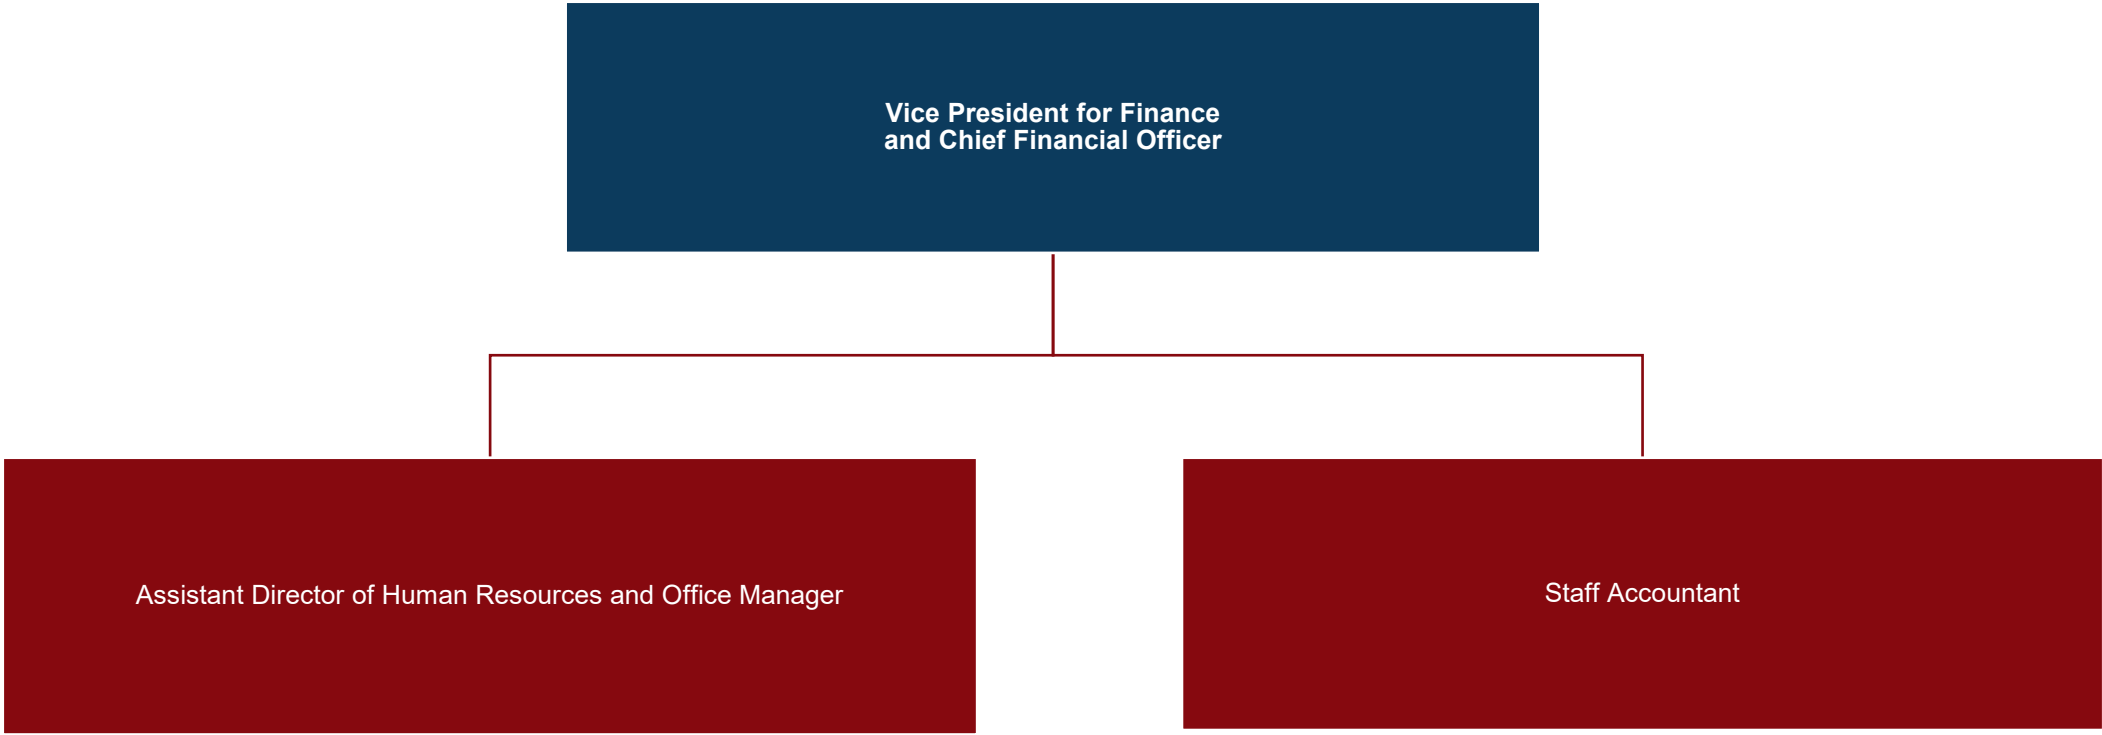 Vice President for Finance
and Chief Financial Officer
Assistant Director of Human Resources and Office Manager
Staff Accountant